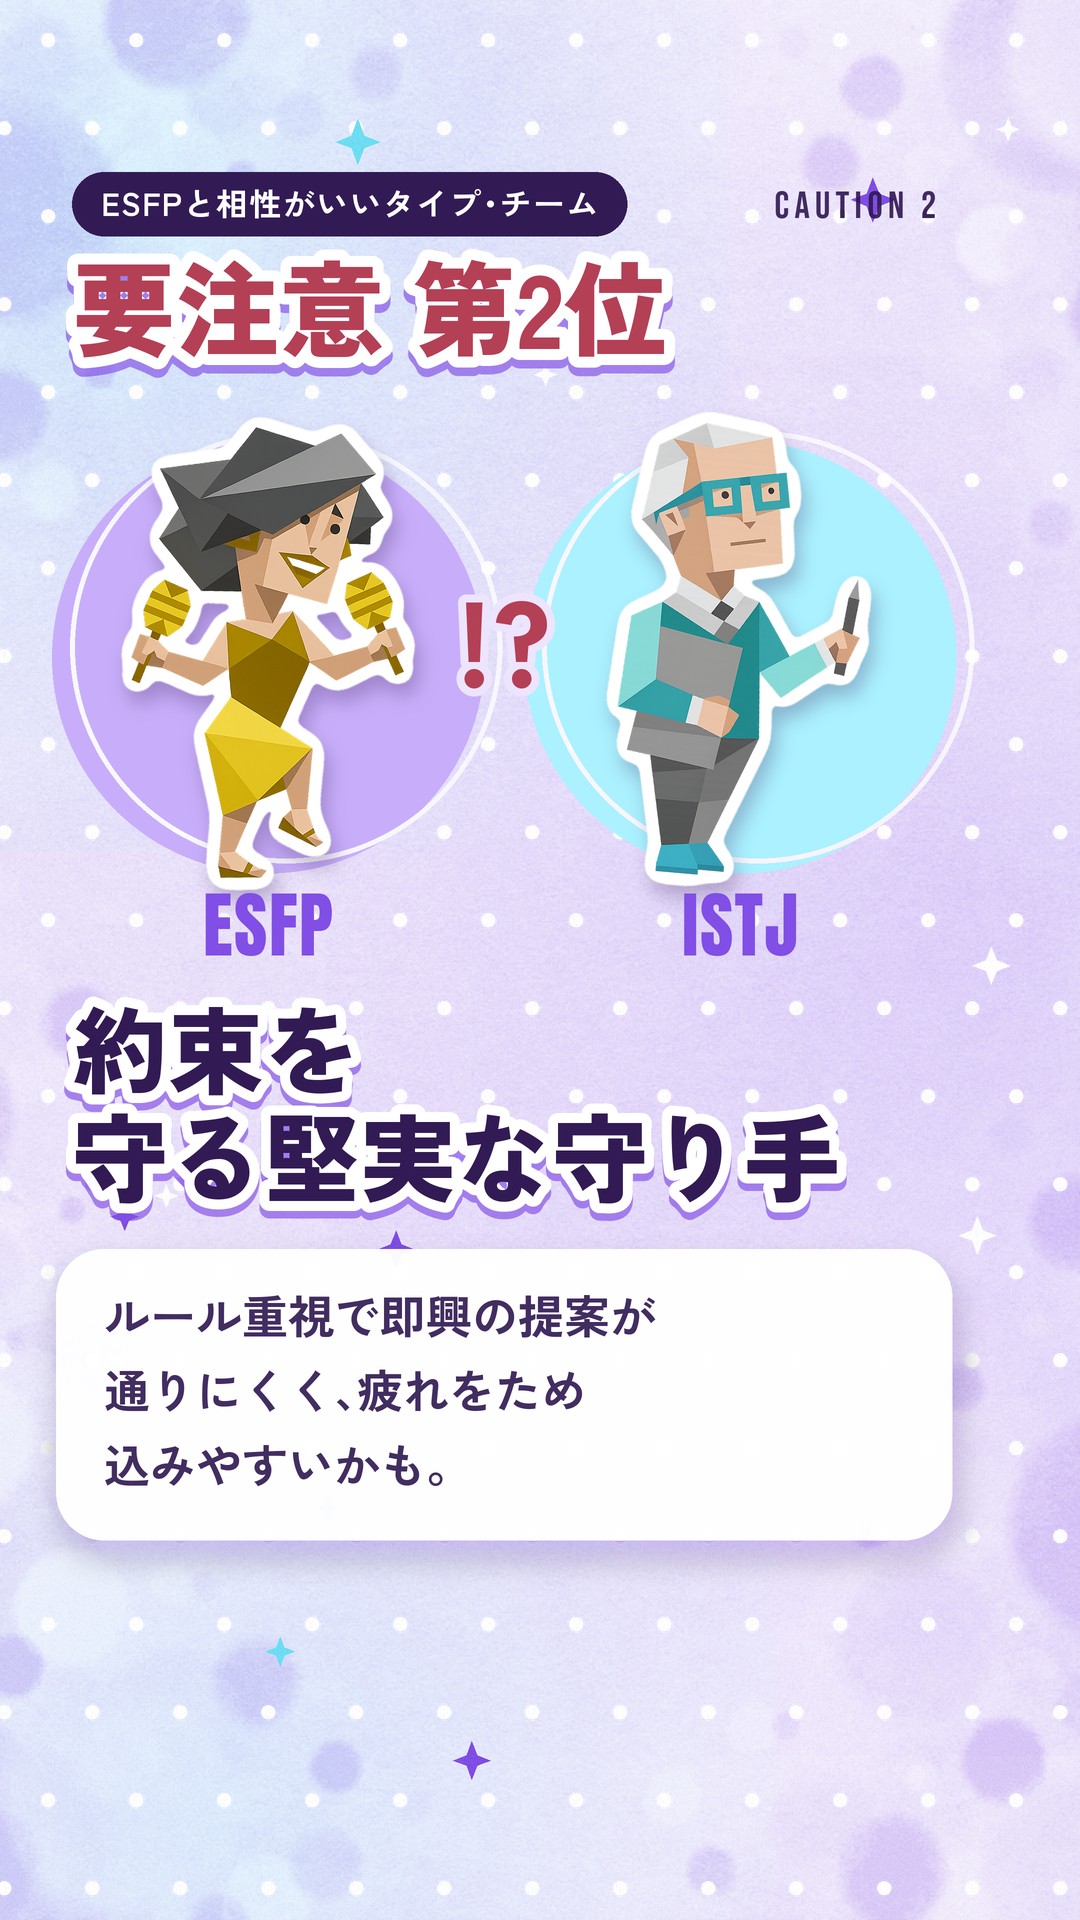 ESFPと相性がいいタイプ・チーム
CAUTION 2
要注意 第2位
!?
ESFP
ISTJ
約束を
守る堅実な守り手
ルール重視で即興の提案が
通りにくく、疲れをため
込みやすいかも。